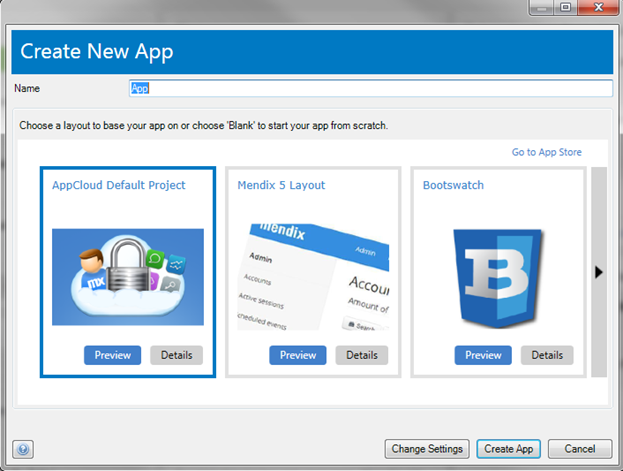 Create New App
Name
App
Choose a layout to base your app on or choose 'Blank' to start your app from scratch.
Go to App Store
AppCloud Default Project
mx
Preview
Details
Mendix 5 Layout
mendix
Admin
Admin
Accounts
Accou
Active sessions
Amount of
scheduled events
Search
Preview
Details
Bootswatch
B
Preview
Details
?
Change Settings
Create App
Cancel